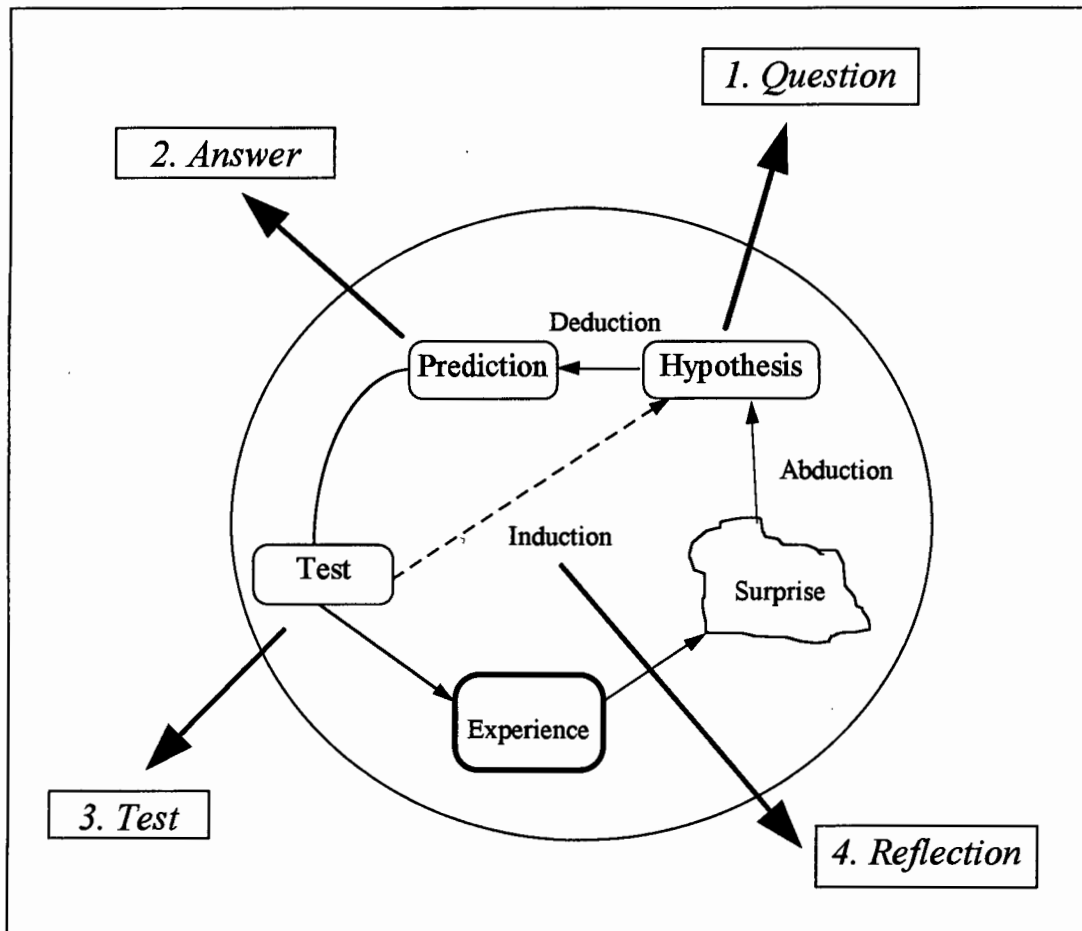 1. Question
2. Answer
Deduction
Prediction
Hypothesis
Abduction
Induction
Test
Surprise
Experience
3. Test
4. Reflection